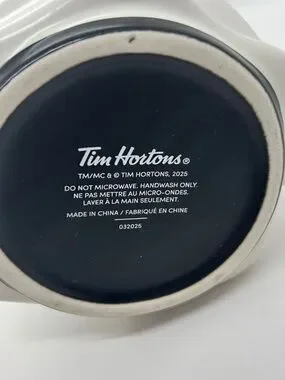 Tim Hortons®
TM/MC & © TIM HORTONS, 2025
DO NOT MICROWAVE. HANDWASH ONLY.
NE PAS METTRE AU MICRO-ONDES.
LAVER À LA MAIN SEULEMENT.
MADE IN CHINA / FABRIQUÉ EN CHINE
032025